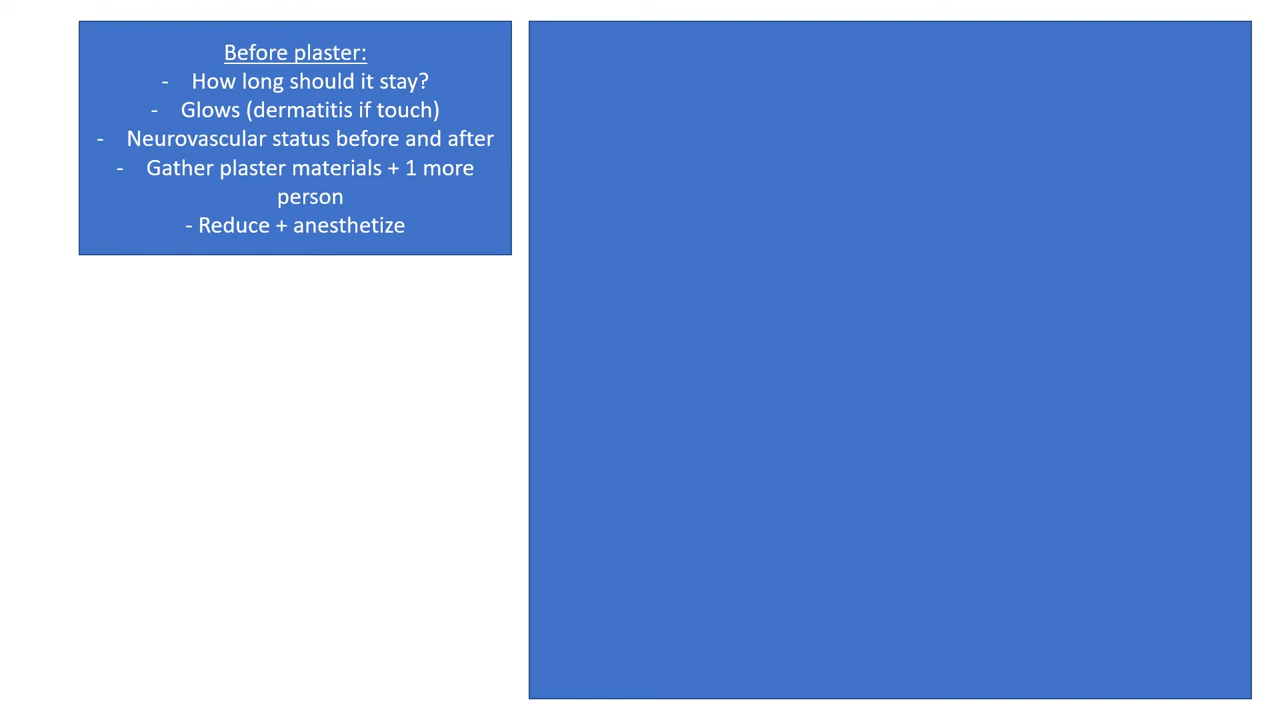 Before plaster:
- How long should it stay?
- Glows (dermatitis if touch)
- Neurovascular status before and after
- Gather plaster materials + 1 more
person
- Reduce + anesthetize